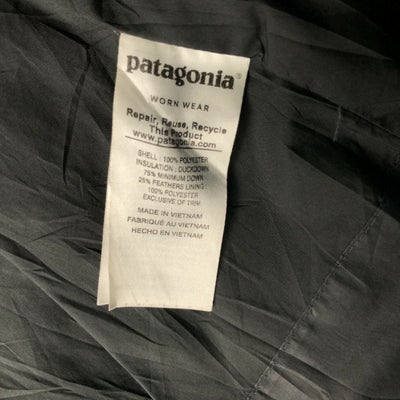 patagonia®
WORN WEAR
Repair, Reuse, Recycle
This Product
www.patagonia.com
SHELL : 100% POLYESTER
INSULATION : DUCKDOWN
75% MINIMUM DOWN
25% FEATHERS LINING :
100% POLYESTER
EXCLUSIVE OF TRIM
MADE IN VIETNAM
FABRIQUÉ AU VIETNAM
HECHO EN VIETNAM